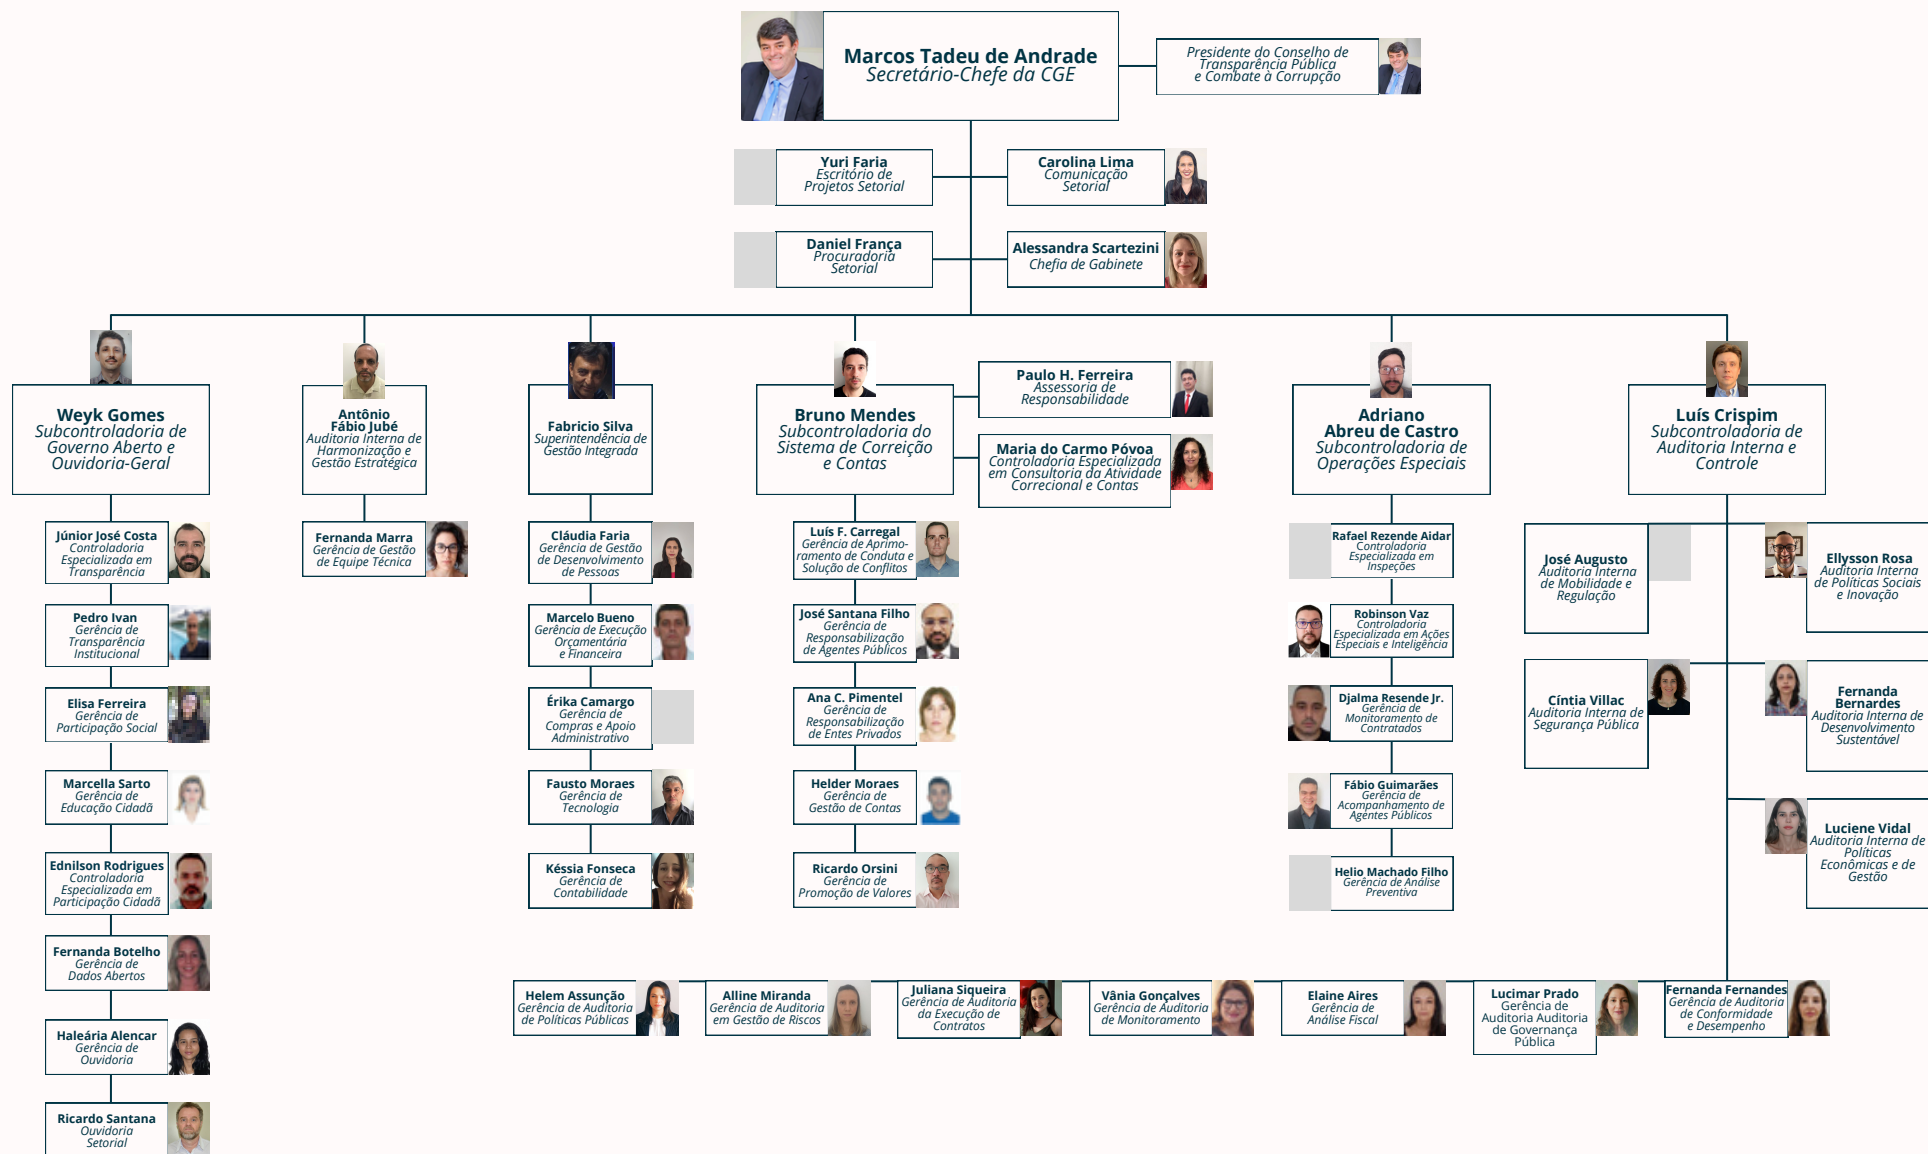 Marcos Tadeu de Andrade
Secretário-Chefe da CGE
Presidente do Conselho de
Transparência Pública
e Combate à Corrupção
Yuri Faria
Escritório de
Projetos Setorial
Carolina Lima
Comunicação
Setorial
Daniel França
Procuradoria
Setorial
Alessandra Scartezini
Chefia de Gabinete
Weyk Gomes
Subcontroladoria de
Governo Aberto e
Ouvidoria-Geral
Júnior José Costa
Controladoria
Especializada em
Transparência
Pedro Ivan
Gerência de
Transparência
Institucional
Elisa Ferreira
Gerência de
Participação Social
Marcella Sarto
Gerência de
Educação Cidadã
Ednilson Rodrigues
Controladoria
Especializada em
Participação Cidadã
Fernanda Botelho
Gerência de
Dados Abertos
Haleária Alencar
Gerência de
Ouvidoria
Ricardo Santana
Ouvidoria
Setorial
Antônio
Fábio Jubé
Auditoria Interna de
Harmonização e
Gestão Estratégica
Fernanda Marra
Gerência de Gestão
de Equipe Técnica
Fabricio Silva
Superintendência de
Gestão Integrada
Cláudia Faria
Gerência de Gestão
de Desenvolvimento
de Pessoas
Marcelo Bueno
Gerência de Execução
Orçamentária
e Financeira
Érika Camargo
Gerência de
Compras e Apoio
Administrativo
Fausto Moraes
Gerência de
Tecnologia
Késsia Fonseca
Gerência de
Contabilidade
Bruno Mendes
Subcontroladoria do
Sistema de Correição
e Contas
Paulo H. Ferreira
Assessoria de
Responsabilidade
Maria do Carmo Póvoa
Controladoria Especializada
em Consultoria da Atividade
Correcional e Contas
Luís F. Carregal
Gerência de Aprimo-
ramento de Conduta e
Solução de Conflitos
José Santana Filho
Gerência de
Responsabilização
de Agentes Públicos
Ana C. Pimentel
Gerência de
Responsabilização
de Entes Privados
Helder Moraes
Gerência de
Gestão de Contas
Ricardo Orsini
Gerência de
Promoção de Valores
Adriano
Abreu de Castro
Subcontroladoria de
Operações Especiais
Rafael Rezende Aidar
Controladoria
Especializada em
Inspeções
Robinson Vaz
Controladoria
Especializada em Ações
Especiais e Inteligência
Djalma Resende Jr.
Gerência de
Monitoramento de
Contratados
Fábio Guimarães
Gerência de
Acompanhamento de
Agentes Públicos
Helio Machado Filho
Gerência de Análise
Preventiva
Luís Crispim
Subcontroladoria de
Auditoria Interna e
Controle
José Augusto
Auditoria Interna
de Mobilidade e
Regulação
Ellysson Rosa
Auditoria Interna
de Políticas Sociais
e Inovação
Cíntia Villac
Auditoria Interna de
Segurança Pública
Fernanda
Bernardes
Auditoria Interna de
Desenvolvimento
Sustentável
Luciene Vidal
Auditoria Interna de
Políticas
Econômicas e de
Gestão
Helem Assunção
Gerência de Auditoria
de Políticas Públicas
Alline Miranda
Gerência de Auditoria
em Gestão de Riscos
Juliana Siqueira
Gerência de Auditoria
da Execução de
Contratos
Vânia Gonçalves
Gerência de Auditoria
de Monitoramento
Elaine Aires
Gerência de
Análise Fiscal
Lucimar Prado
Gerência de
Auditoria Auditoria
de Governança
Pública
Fernanda Fernandes
Gerência de Auditoria
de Conformidade
e Desempenho